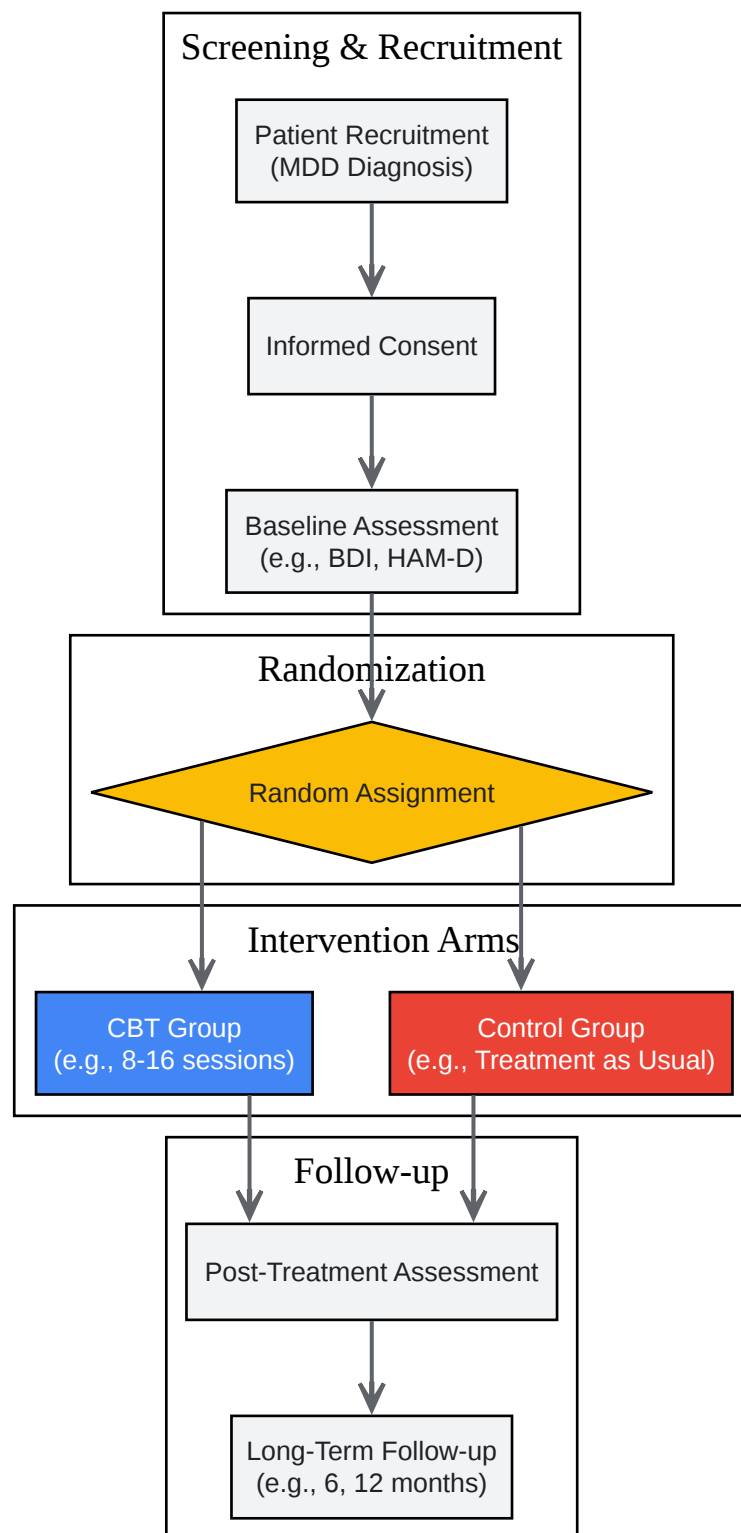 Screening & Recruitment
Patient Recruitment
(MDD Diagnosis)
Informed Consent
Baseline Assessment
(e.g., BDI, HAM-D)
Randomization
Random Assignment
Intervention Arms
CBT Group
(e.g., 8-16 sessions)
Control Group
(e.g., Treatment as Usual)
Follow-up
Post-Treatment Assessment
Long-Term Follow-up
(e.g., 6, 12 months)